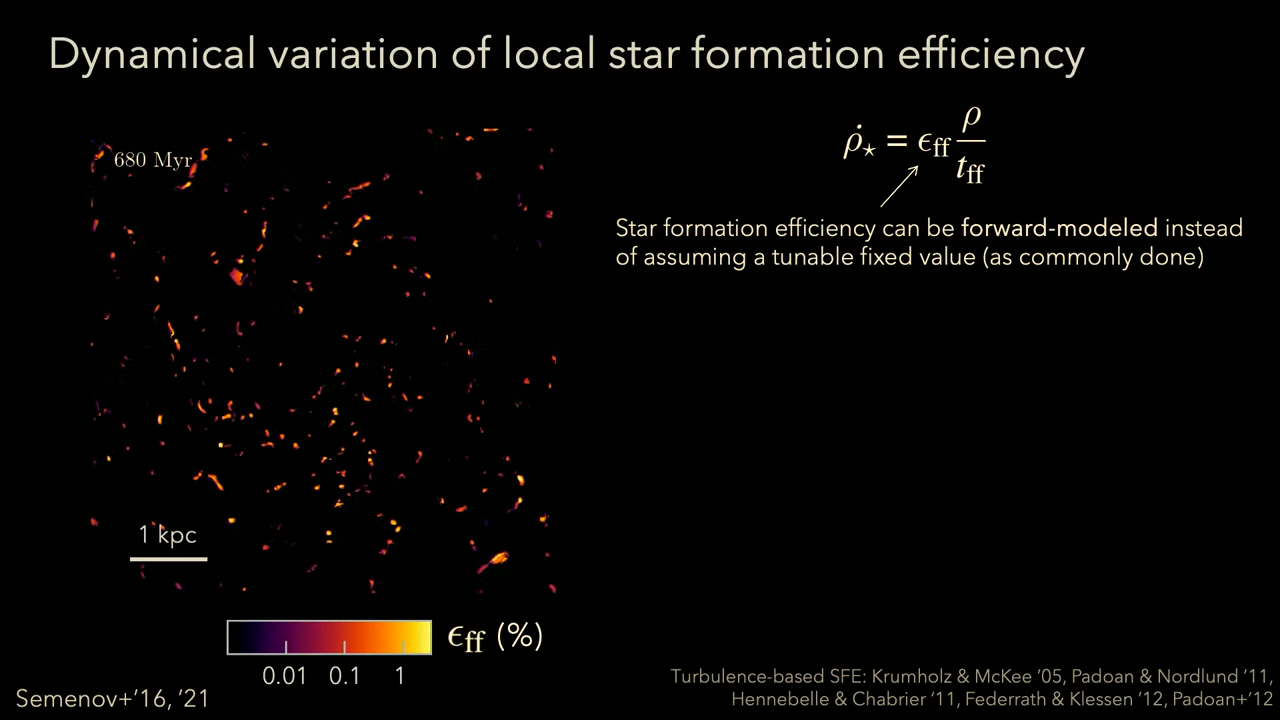 Dynamical variation of local star formation efficiency
680 Myr
ρ̇⋆ = ϵff ρ/tff
Star formation efficiency can be forward-modeled instead
of assuming a tunable fixed value (as commonly done)
1 kpc
ϵff (%)
0.01 0.1 1
Semenov+'16, '21
Turbulence-based SFE: Krumholz & McKee '05, Padoan & Nordlund '11,
Hennebelle & Chabrier '11, Federrath & Klessen '12, Padoan+'12